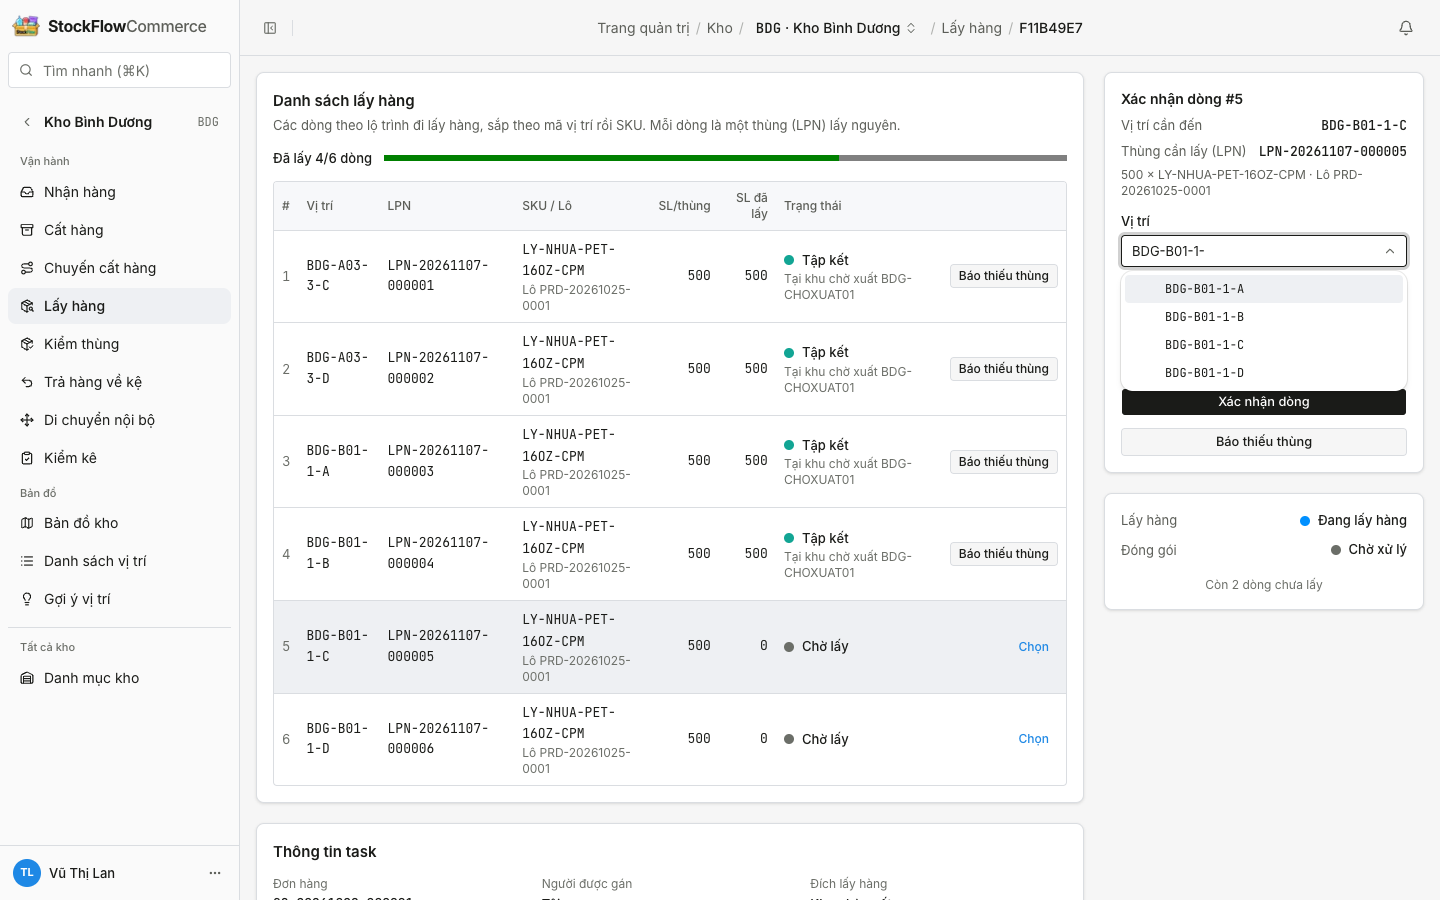 StockFlowCommerce
Tìm nhanh (⌘K)
Kho Bình Dương BDG
Vận hành
Nhận hàng
Cất hàng
Chuyến cất hàng
Lấy hàng
Kiểm thùng
Trả hàng về kệ
Di chuyển nội bộ
Kiểm kê
Bản đồ
Bản đồ kho
Danh sách vị trí
Gợi ý vị trí
Tất cả kho
Danh mục kho
TL Vũ Thị Lan
Trang quản trị / Kho / BDG · Kho Bình Dương / Lấy hàng / F11B49E7
Danh sách lấy hàng
Các dòng theo lộ trình đi lấy hàng, sắp theo mã vị trí rồi SKU. Mỗi dòng là một thùng (LPN) lấy nguyên.
Đã lấy 4/6 dòng
# Vị trí LPN SKU / Lô SL/thùng SL đã lấy Trạng thái
1 BDG-A03-3-C LPN-20261107-000001 LY-NHUA-PET-16OZ-CPM Lô PRD-20261025-0001 500 500 Tập kết Tại khu chờ xuất BDG-CHOXUAT01 Báo thiếu thùng
2 BDG-A03-3-D LPN-20261107-000002 LY-NHUA-PET-16OZ-CPM Lô PRD-20261025-0001 500 500 Tập kết Tại khu chờ xuất BDG-CHOXUAT01 Báo thiếu thùng
3 BDG-B01-1-A LPN-20261107-000003 LY-NHUA-PET-16OZ-CPM Lô PRD-20261025-0001 500 500 Tập kết Tại khu chờ xuất BDG-CHOXUAT01 Báo thiếu thùng
4 BDG-B01-1-B LPN-20261107-000004 LY-NHUA-PET-16OZ-CPM Lô PRD-20261025-0001 500 500 Tập kết Tại khu chờ xuất BDG-CHOXUAT01 Báo thiếu thùng
5 BDG-B01-1-C LPN-20261107-000005 LY-NHUA-PET-16OZ-CPM Lô PRD-20261025-0001 500 0 Chờ lấy Chọn
6 BDG-B01-1-D LPN-20261107-000006 LY-NHUA-PET-16OZ-CPM Lô PRD-20261025-0001 500 0 Chờ lấy Chọn
Thông tin task
Đơn hàng Người được gán Đích lấy hàng
Xác nhận dòng #5
Vị trí cần đến BDG-B01-1-C
Thùng cần lấy (LPN) LPN-20261107-000005
500 × LY-NHUA-PET-16OZ-CPM · Lô PRD-
20261025-0001
Vị trí
BDG-B01-1-
BDG-B01-1-A
BDG-B01-1-B
BDG-B01-1-C
BDG-B01-1-D
Xác nhận dòng
Báo thiếu thùng
Lấy hàng Đang lấy hàng
Đóng gói Chờ xử lý
Còn 2 dòng chưa lấy